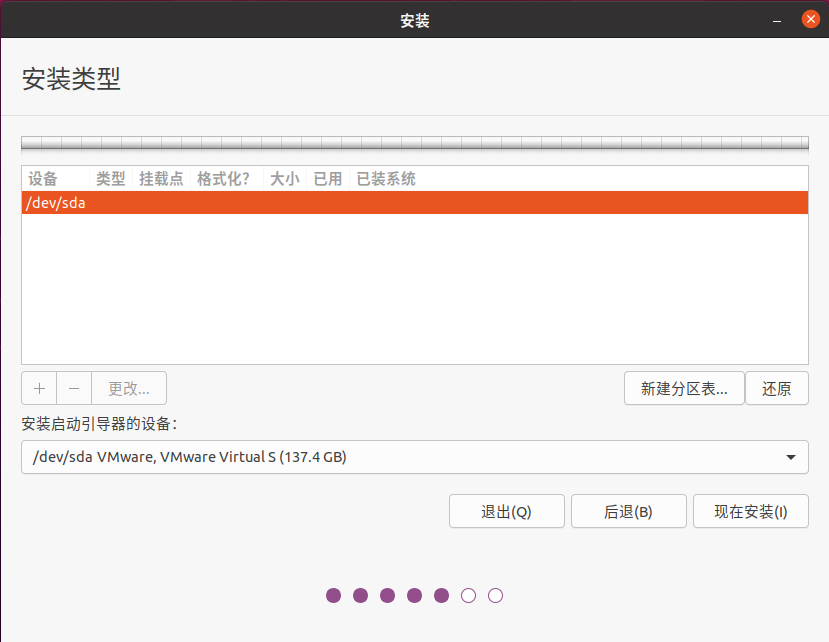 安装
安装类型
设备 类型 挂载点 格式化? 大小 已用 已装系统
/dev/sda
+ − 更改... 新建分区表... 还原
安装启动引导器的设备:
/dev/sda VMware, VMware Virtual S (137.4 GB)
退出(Q) 后退(B) 现在安装(I)